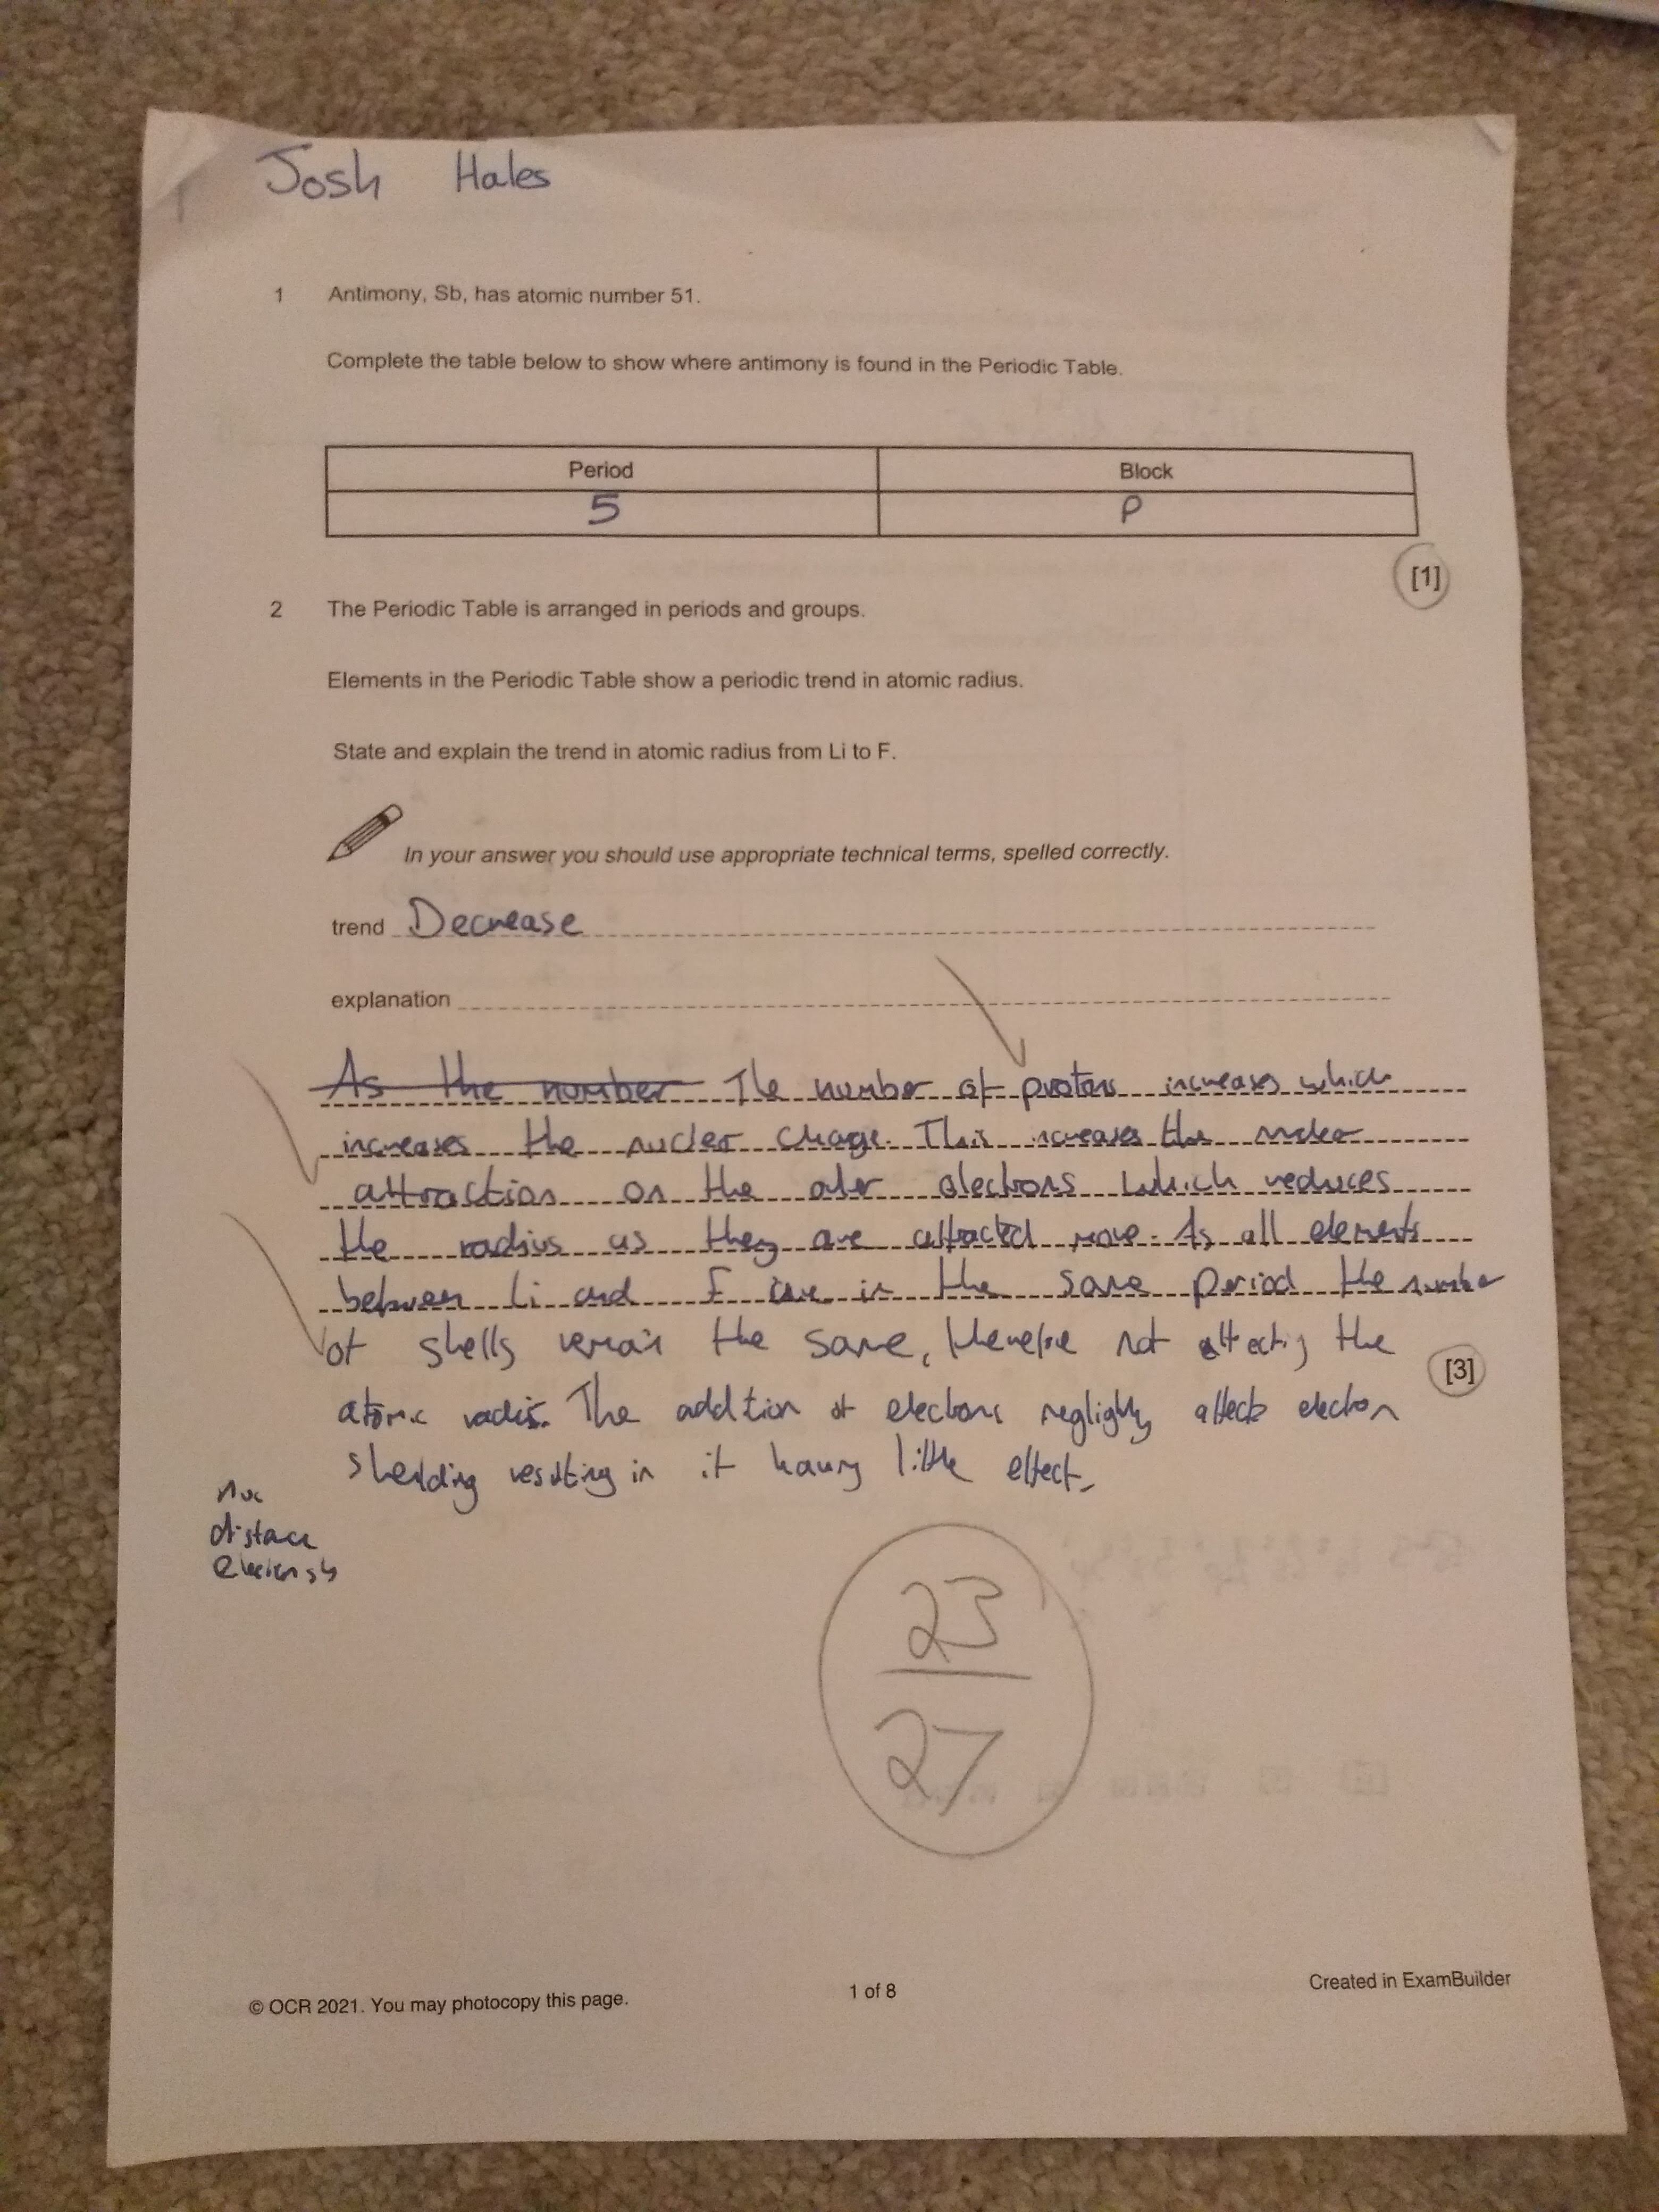 Josh Hales
1 Antimony, Sb, has atomic number 51.
Complete the table below to show where antimony is found in the Periodic Table.
Period Block
5 P
[1]
2 The Periodic Table is arranged in periods and groups.
Elements in the Periodic Table show a periodic trend in atomic radius.
State and explain the trend in atomic radius from Li to F.
In your answer you should use appropriate technical terms, spelled correctly.
trend Decrease
explanation
As the number The number of protons increases which
increases the nuclear charge. This increases the nuclear
attraction on the outer electrons which reduces
the radius as they are attracted more. As all elements
between Li and F are in the same period the number
of shells remain the same, therefore not affecting the
[3]
atomic radius. The addition of electrons negligibly affects electron
sheilding resulting in it having little effect.
Nuc
distance
23
27
© OCR 2021. You may photocopy this page.
1 of 8
Created in ExamBuilder